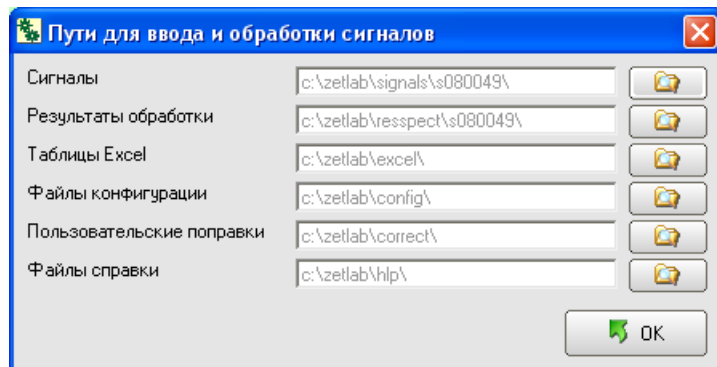 Пути для ввода и обработки сигналов
Сигналы c:\zetlab\signals\s080049\
Результаты обработки c:\zetlab\resspect\s080049\
Таблицы Excel c:\zetlab\excel\
Файлы конфигурации c:\zetlab\config\
Пользовательские поправки c:\zetlab\correct\
Файлы справки c:\zetlab\hlp\
OK